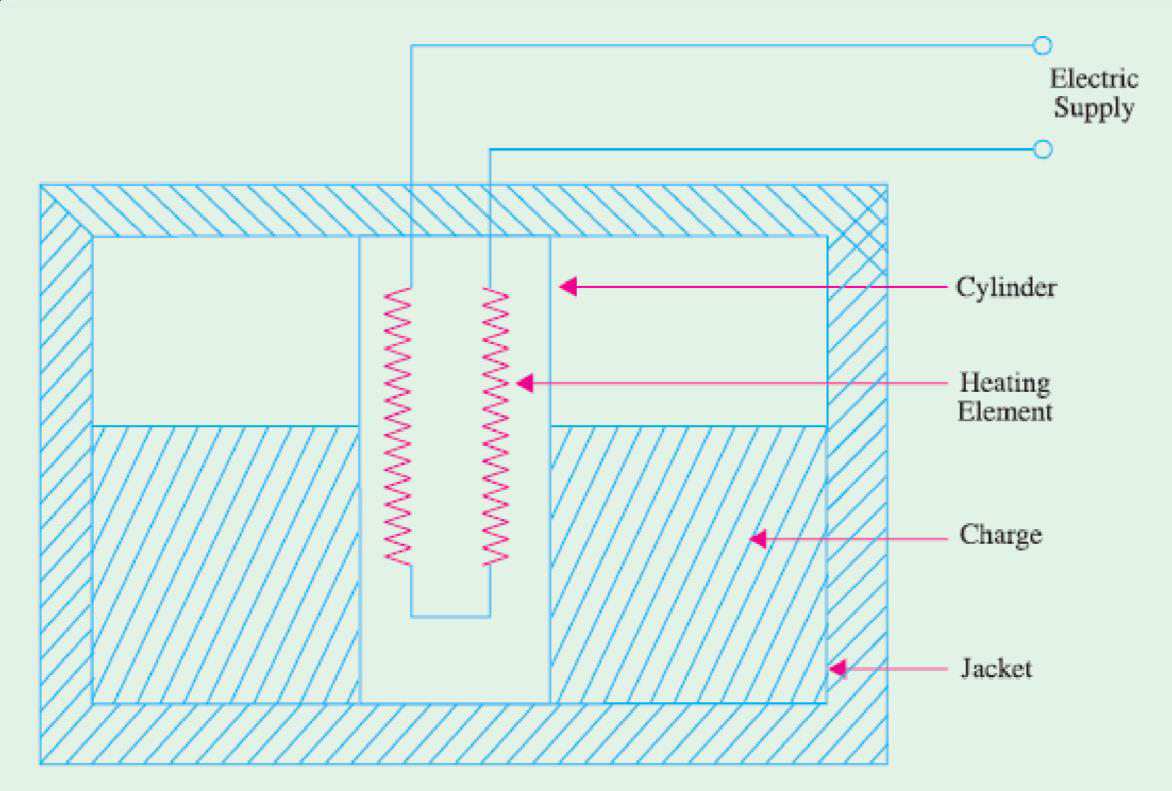 Electric
Supply
Cylinder
Heating
Element
Charge
Jacket